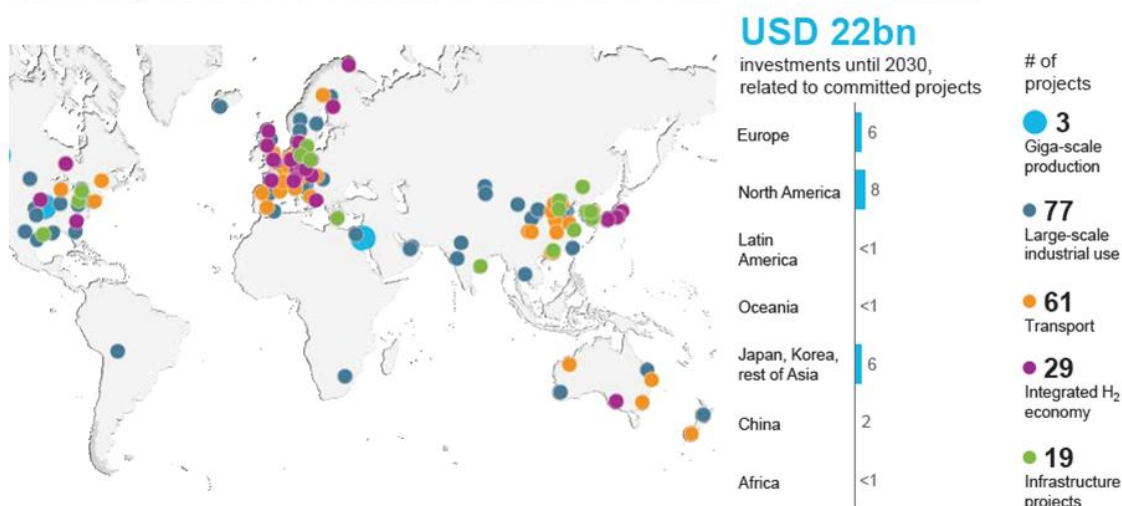 USD 22bn
investments until 2030,
related to committed projects
Europe
6
North America
8
Latin
America
<1
Oceania
<1
Japan, Korea,
rest of Asia
6
China
2
Africa
<1
# of
projects
3
Giga-scale
production
77
Large-scale
industrial use
61
Transport
29
Integrated H₂
economy
19
Infrastructure
projects